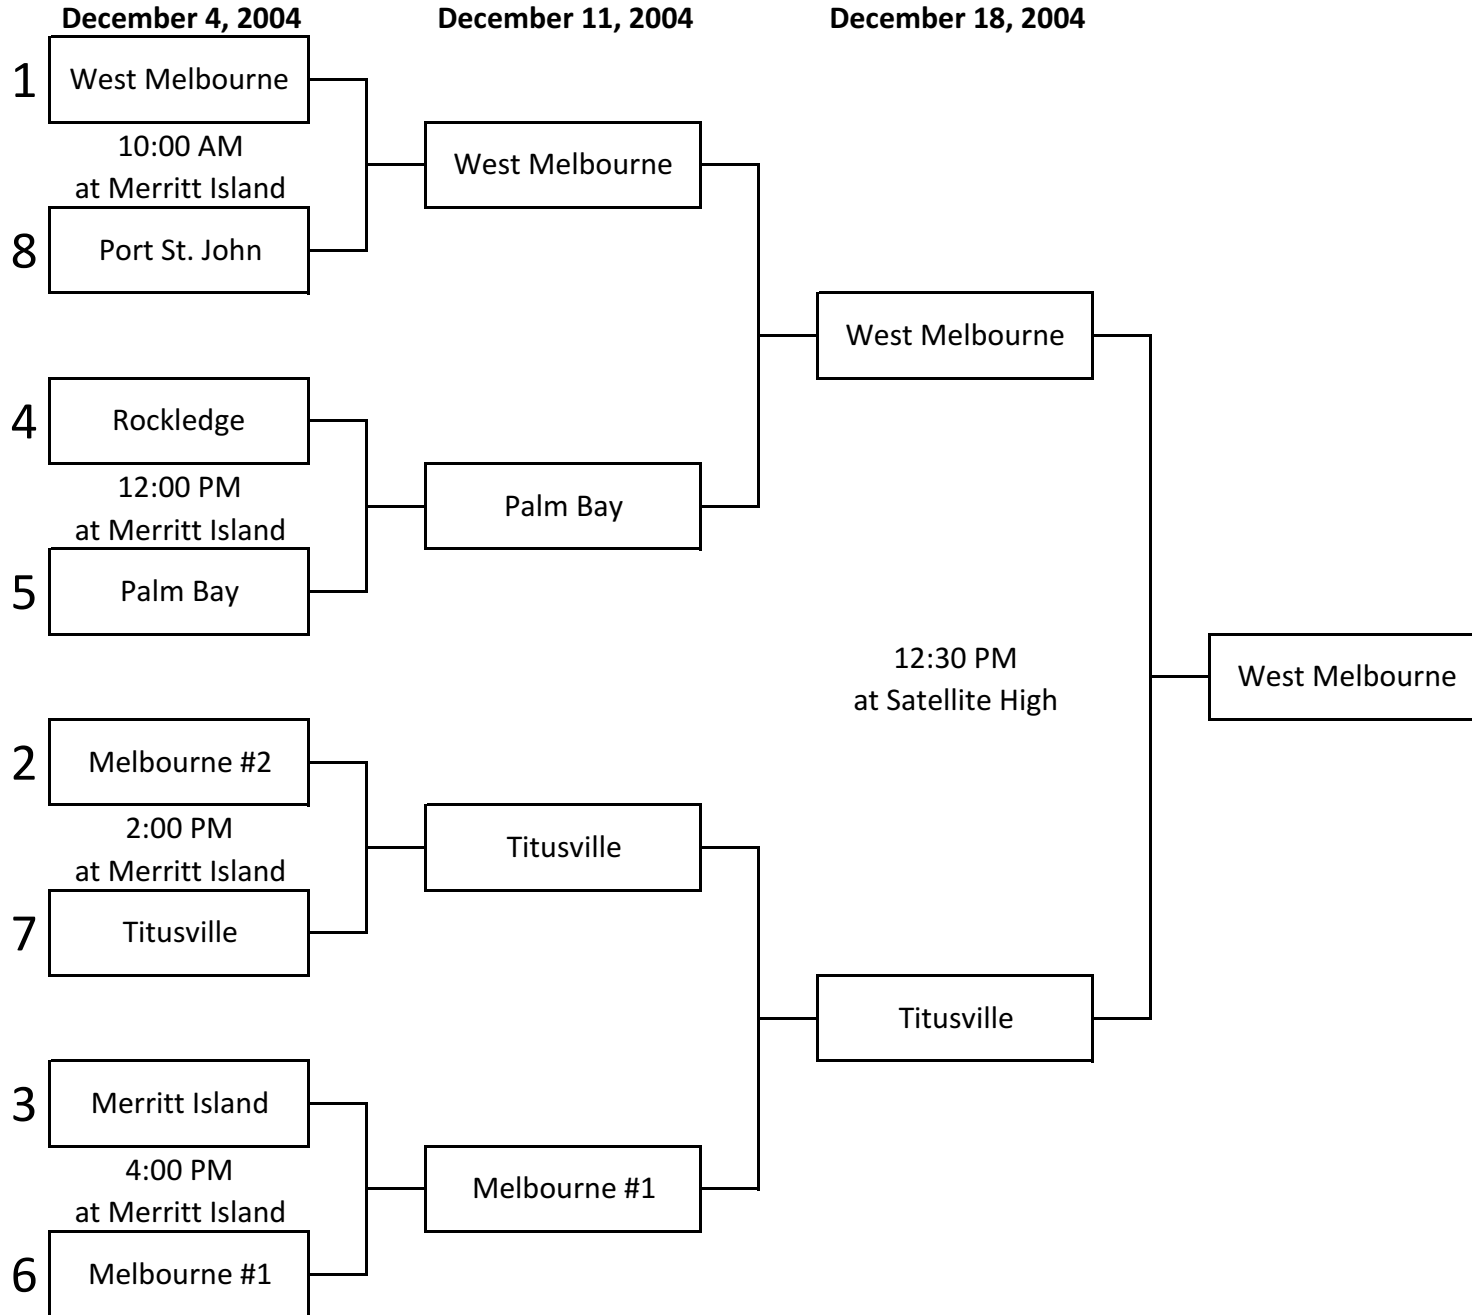 December 4, 2004
December 11, 2004
December 18, 2004
1
West Melbourne
10:00 AM
at Merritt Island
8
Port St. John
West Melbourne
4
Rockledge
12:00 PM
at Merritt Island
5
Palm Bay
Palm Bay
West Melbourne
2
Melbourne #2
2:00 PM
at Merritt Island
7
Titusville
Titusville
3
Merritt Island
4:00 PM
at Merritt Island
6
Melbourne #1
Melbourne #1
Titusville
12:30 PM
at Satellite High
West Melbourne